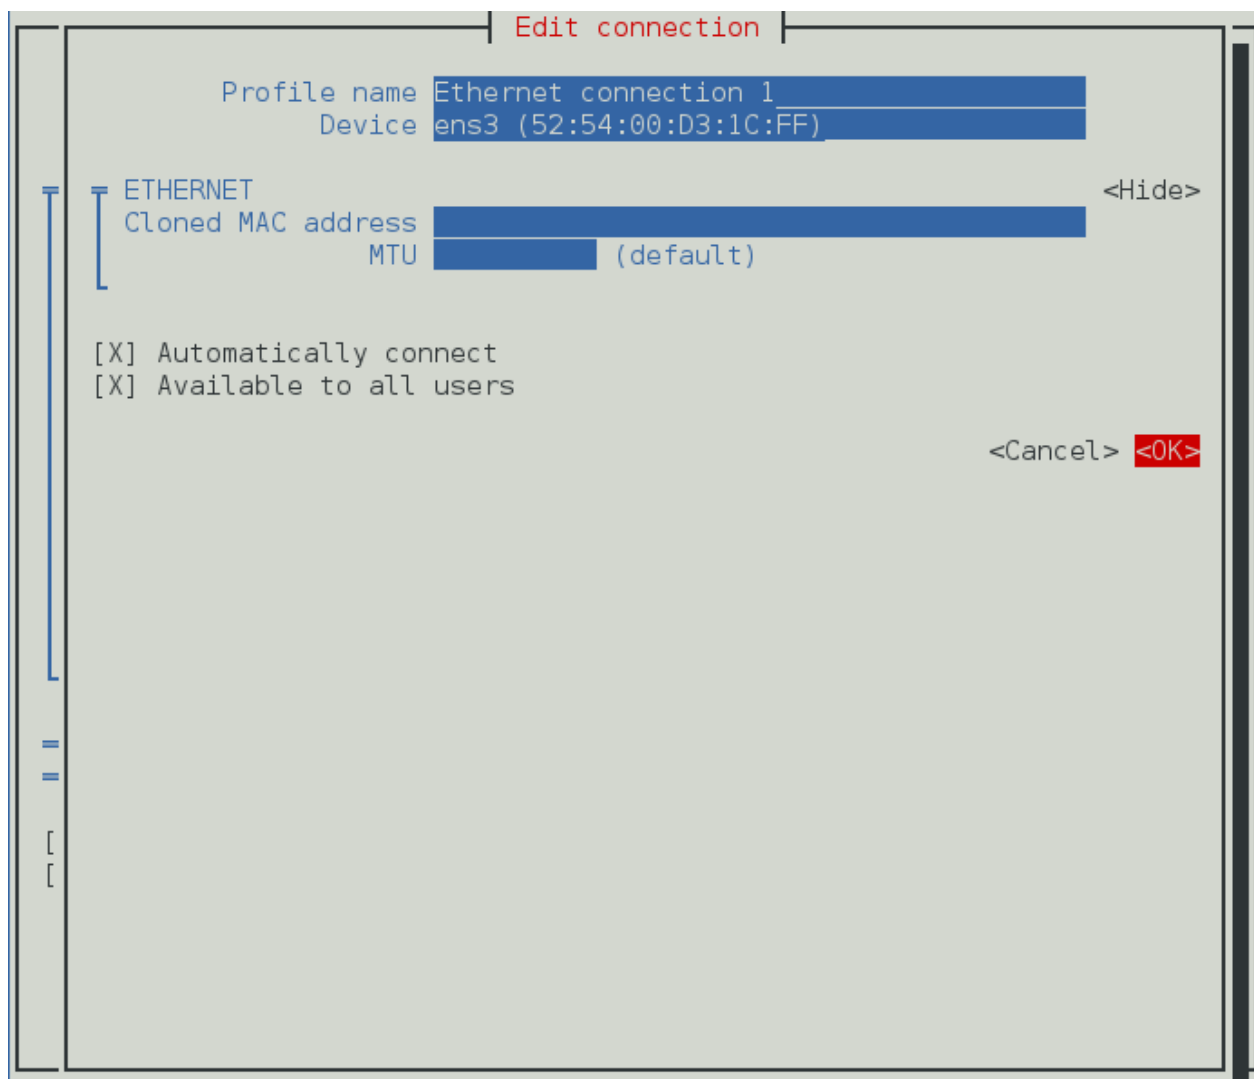 Edit connection
Profile name Ethernet connection 1
Device ens3 (52:54:00:D3:1C:FF)
ETHERNET <Hide>
Cloned MAC address
MTU (default)
[X] Automatically connect
[X] Available to all users
<Cancel> <OK>
[
[